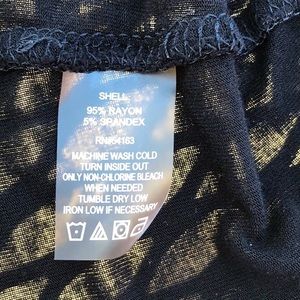 SHELL
95% RAYON
5% SPANDEX
MACHINE WASH COLD
TURN INSIDE OUT
ONLY NON-CHLORINE BLEACH
WHEN NEEDED
TUMBLE DRY LOW
IRON LOW IF NECESSARY